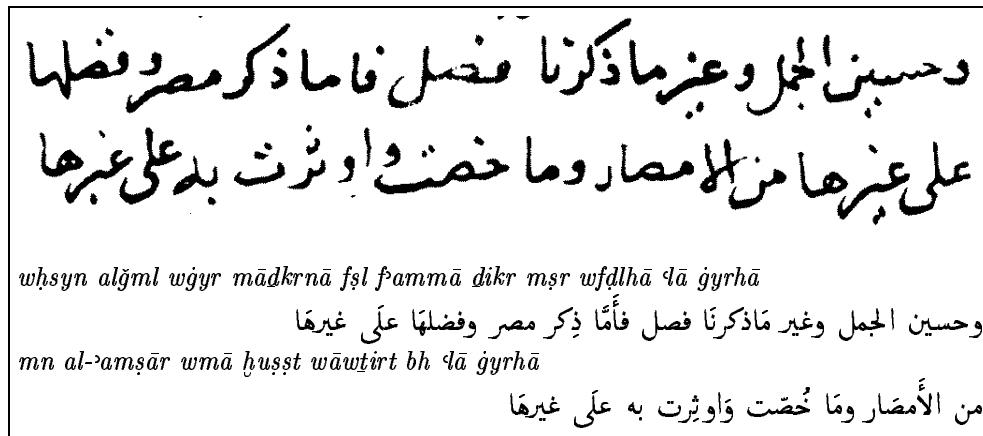 وحسين الجمل وغير ما ذكرنا فصل فاما ذكر مصر وفضلها
على غيرها من الامصار وما خصت واوثرت به على غيرها
wḥsyn alǧml wġyr māḏkrnā fṣl fʾammā ḏikr mṣr wfḍlhā ʿlā ġyrhā
وحسين الجمل وغير مَاذكرنَا فصل فأَمَّا ذِكر مصر وفضلهَا علَى غيرهَا
mn al-ʾamṣār wmā ḫuṣṣt wāwṯirt bh ʿlā ġyrhā
من الأَمصَار ومَا خُصّت وَاوثِرت به علَى غيرهَا